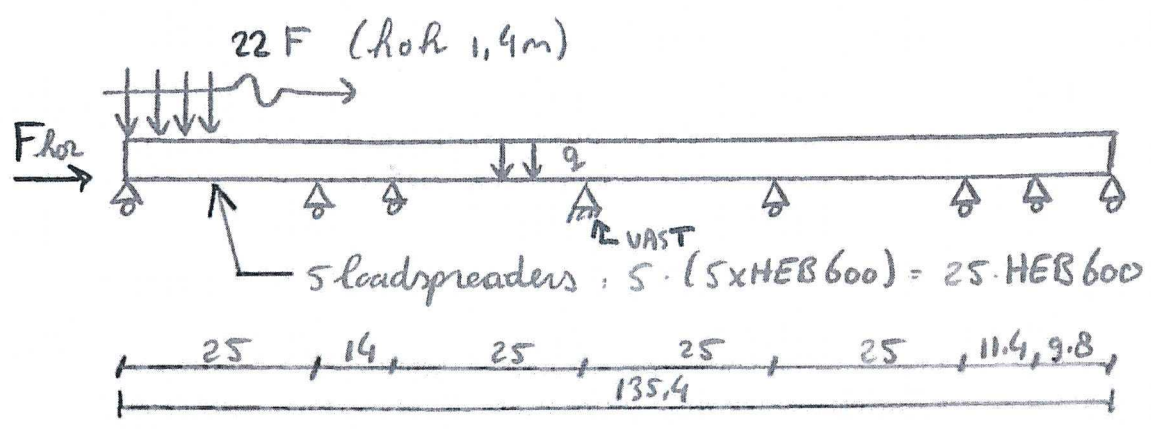 22 F (hoh 1,4m)
Fhor
q
VAST
5 loadspreaders : 5 · (5xHEB600) = 25 · HEB600
25 14 25 25 25 11.4 9.8
135,4